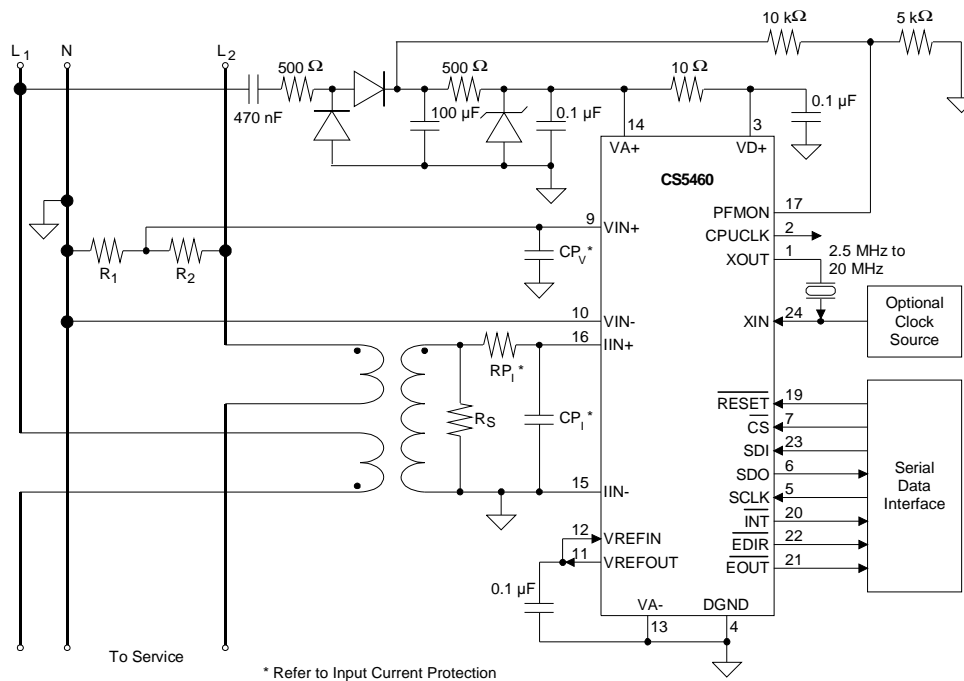 L1 N L2
10 kΩ 5 kΩ
500 Ω 500 Ω 10 Ω
470 nF 100 µF 0.1 µF 0.1 µF
14 3
VA+ VD+
CS5460
PFMON 17
CPUCLK 2
XOUT 1
2.5 MHz to
20 MHz
9 VIN+
R1 R2
CPV*
10 VIN-
XIN 24
Optional
Clock
Source
16 IIN+
RPI*
RS
CPI*
15 IIN-
RESET 19
CS 7
SDI 23
SDO 6
SCLK 5
INT 20
EDIR 22
EOUT 21
Serial
Data
Interface
12 VREFIN
11 VREFOUT
0.1 µF
VA- DGND
13 4
To Service
* Refer to Input Current Protection